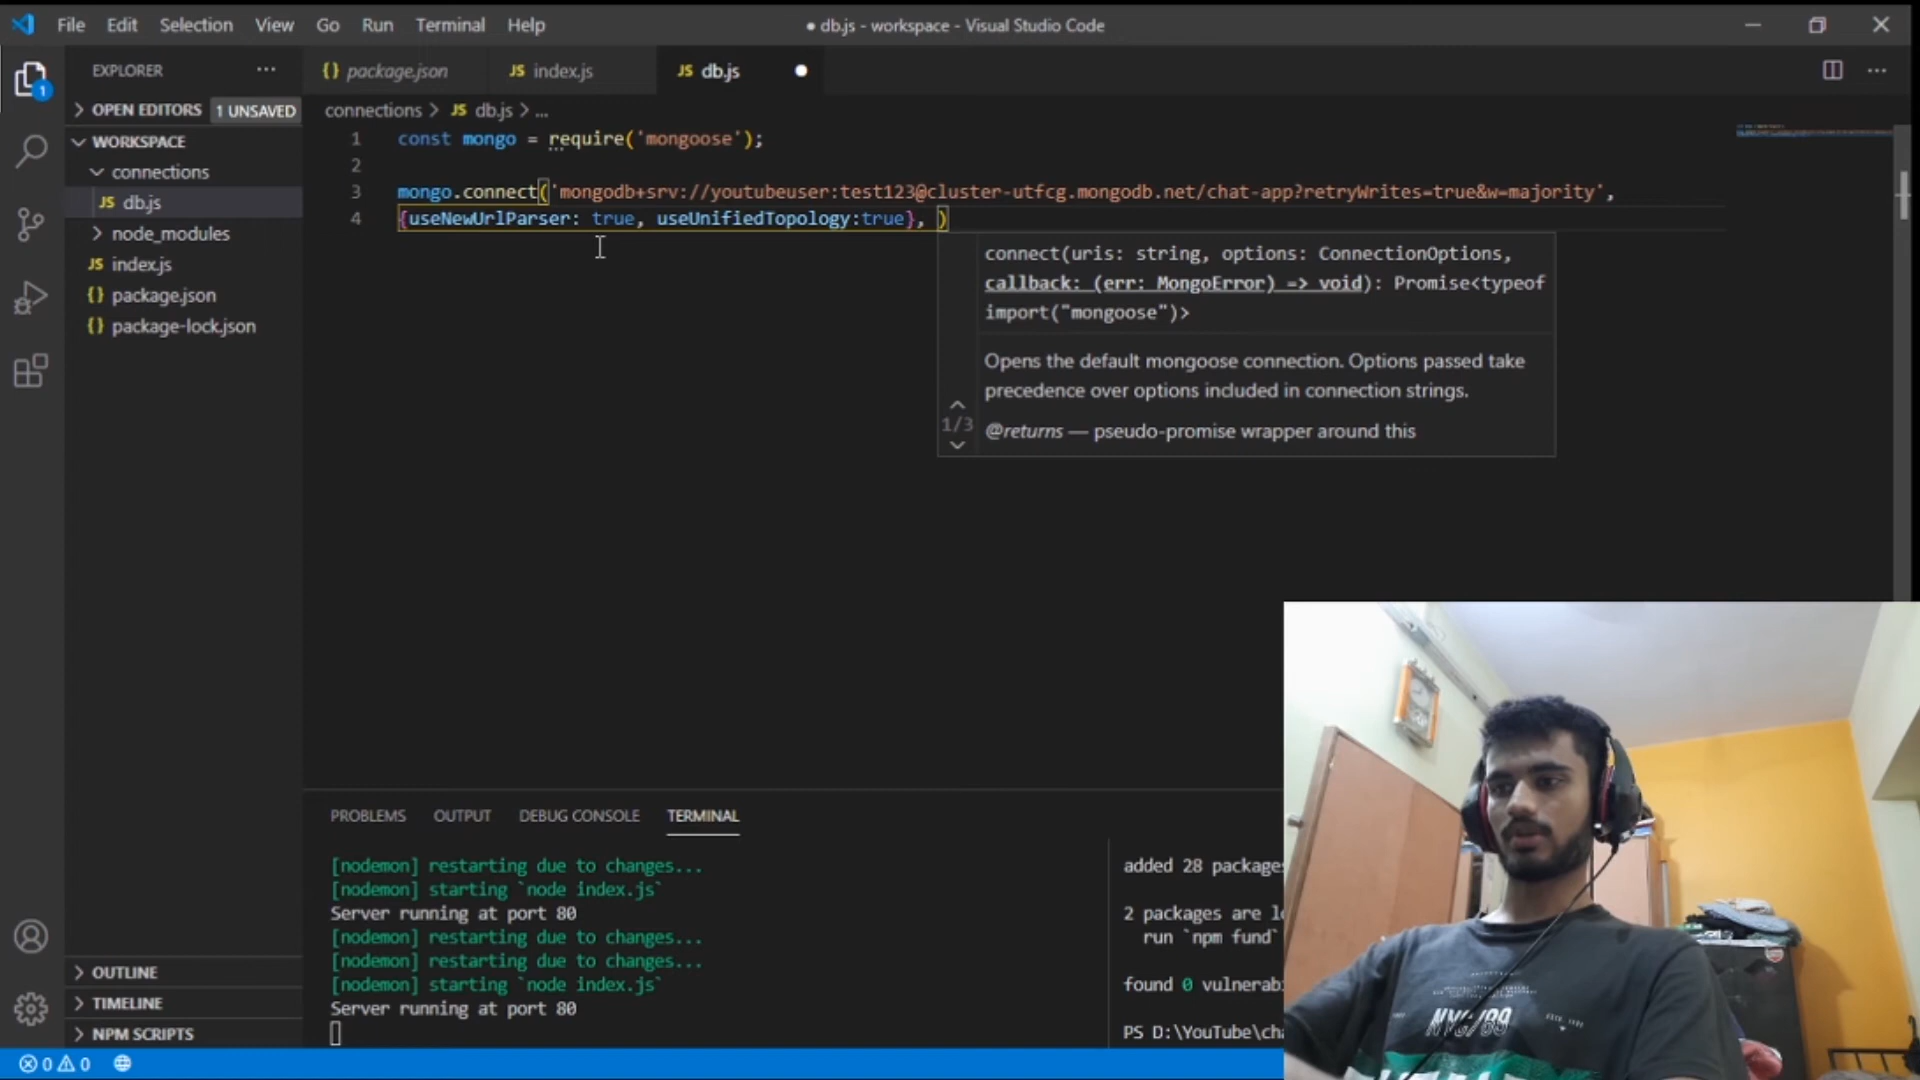 File Edit Selection View Go Run Terminal Help
● db.js - workspace - Visual Studio Code
EXPLORER
OPEN EDITORS 1 UNSAVED
WORKSPACE
connections
JS db.js
node_modules
JS index.js
{} package.json
{} package-lock.json
OUTLINE
TIMELINE
NPM SCRIPTS
1
{} package.json JS index.js JS db.js
connections > JS db.js > ...
1 const mongo = require('mongoose');
2
3 mongo.connect('mongodb+srv://youtubeuser:test123@cluster-utfcg.mongodb.net/chat-app?retryWrites=true&w=majority',
4 {useNewUrlParser: true, useUnifiedTopology:true}, )
connect(uris: string, options: ConnectionOptions,
callback: (err: MongoError) => void): Promise<typeof
import("mongoose")>
Opens the default mongoose connection. Options passed take
precedence over options included in connection strings.
1/3
@returns — pseudo-promise wrapper around this
PROBLEMS OUTPUT DEBUG CONSOLE TERMINAL
[nodemon] restarting due to changes...
[nodemon] starting `node index.js`
Server running at port 80
[nodemon] restarting due to changes...
[nodemon] restarting due to changes...
[nodemon] starting `node index.js`
Server running at port 80
added 28 packages
2 packages are
run `npm fund`
found 0
PS D:\YouTube\
0 0
NYC/89